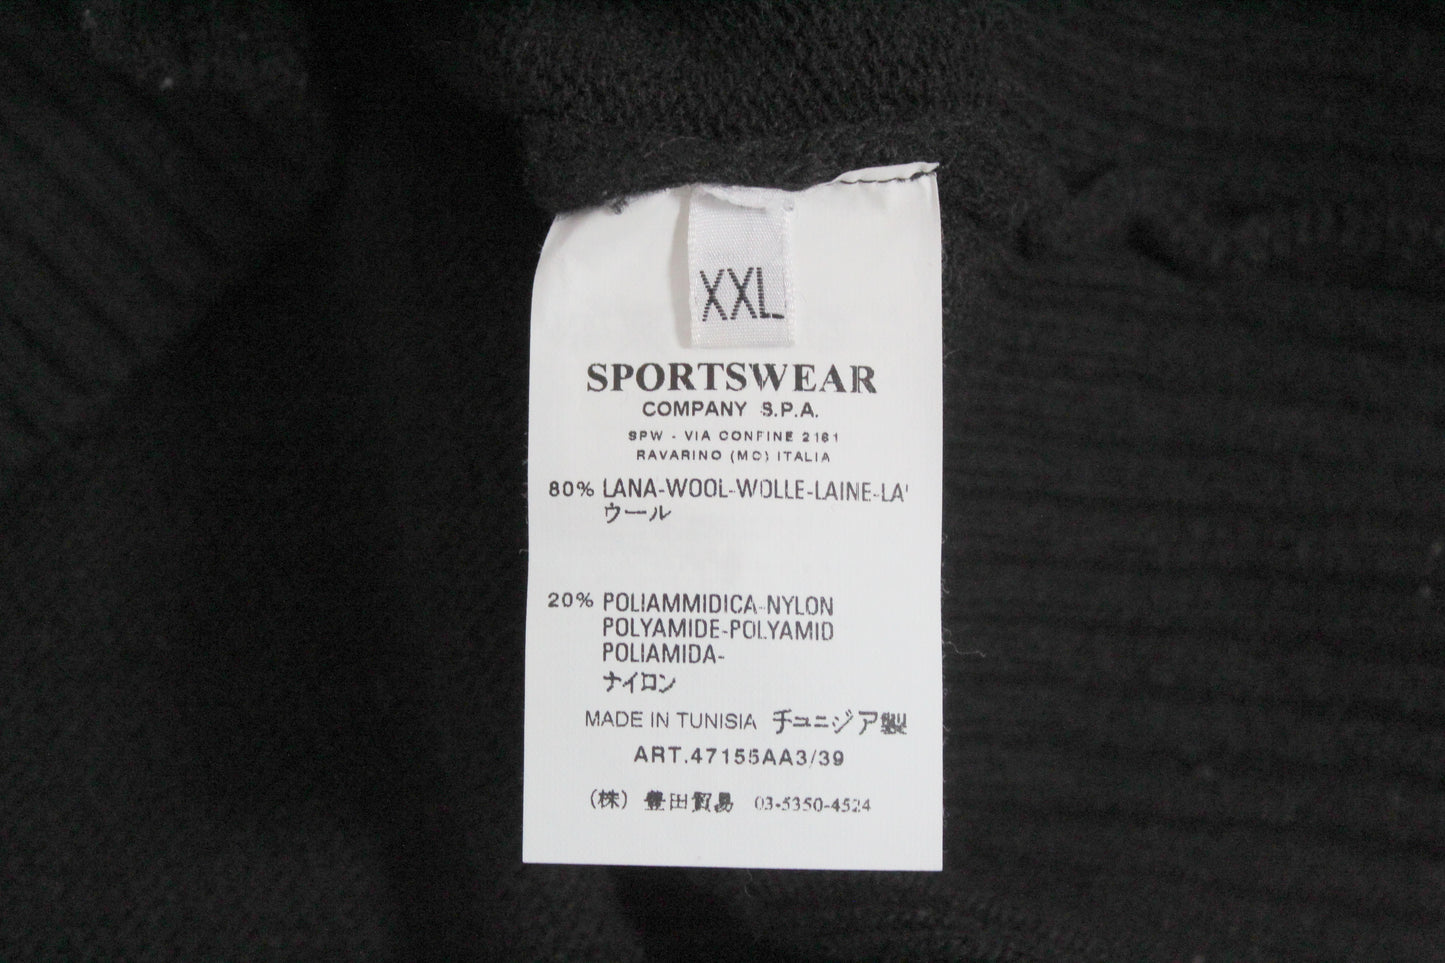 XXL
SPORTSWEAR
COMPANY S.P.A.
SPW - VIA CONFINE 2161
RAVARINO (MO) ITALIA
80% LANA-WOOL-WOLLE-LAINE-LA'
ウール
20% POLIAMMIDICA-NYLON
POLYAMIDE-POLYAMID
POLIAMIDA-
ナイロン
MADE IN TUNISIA チュニジア製
ART.47155AA3/39
(株) 豊田貿易 03-5350-4524